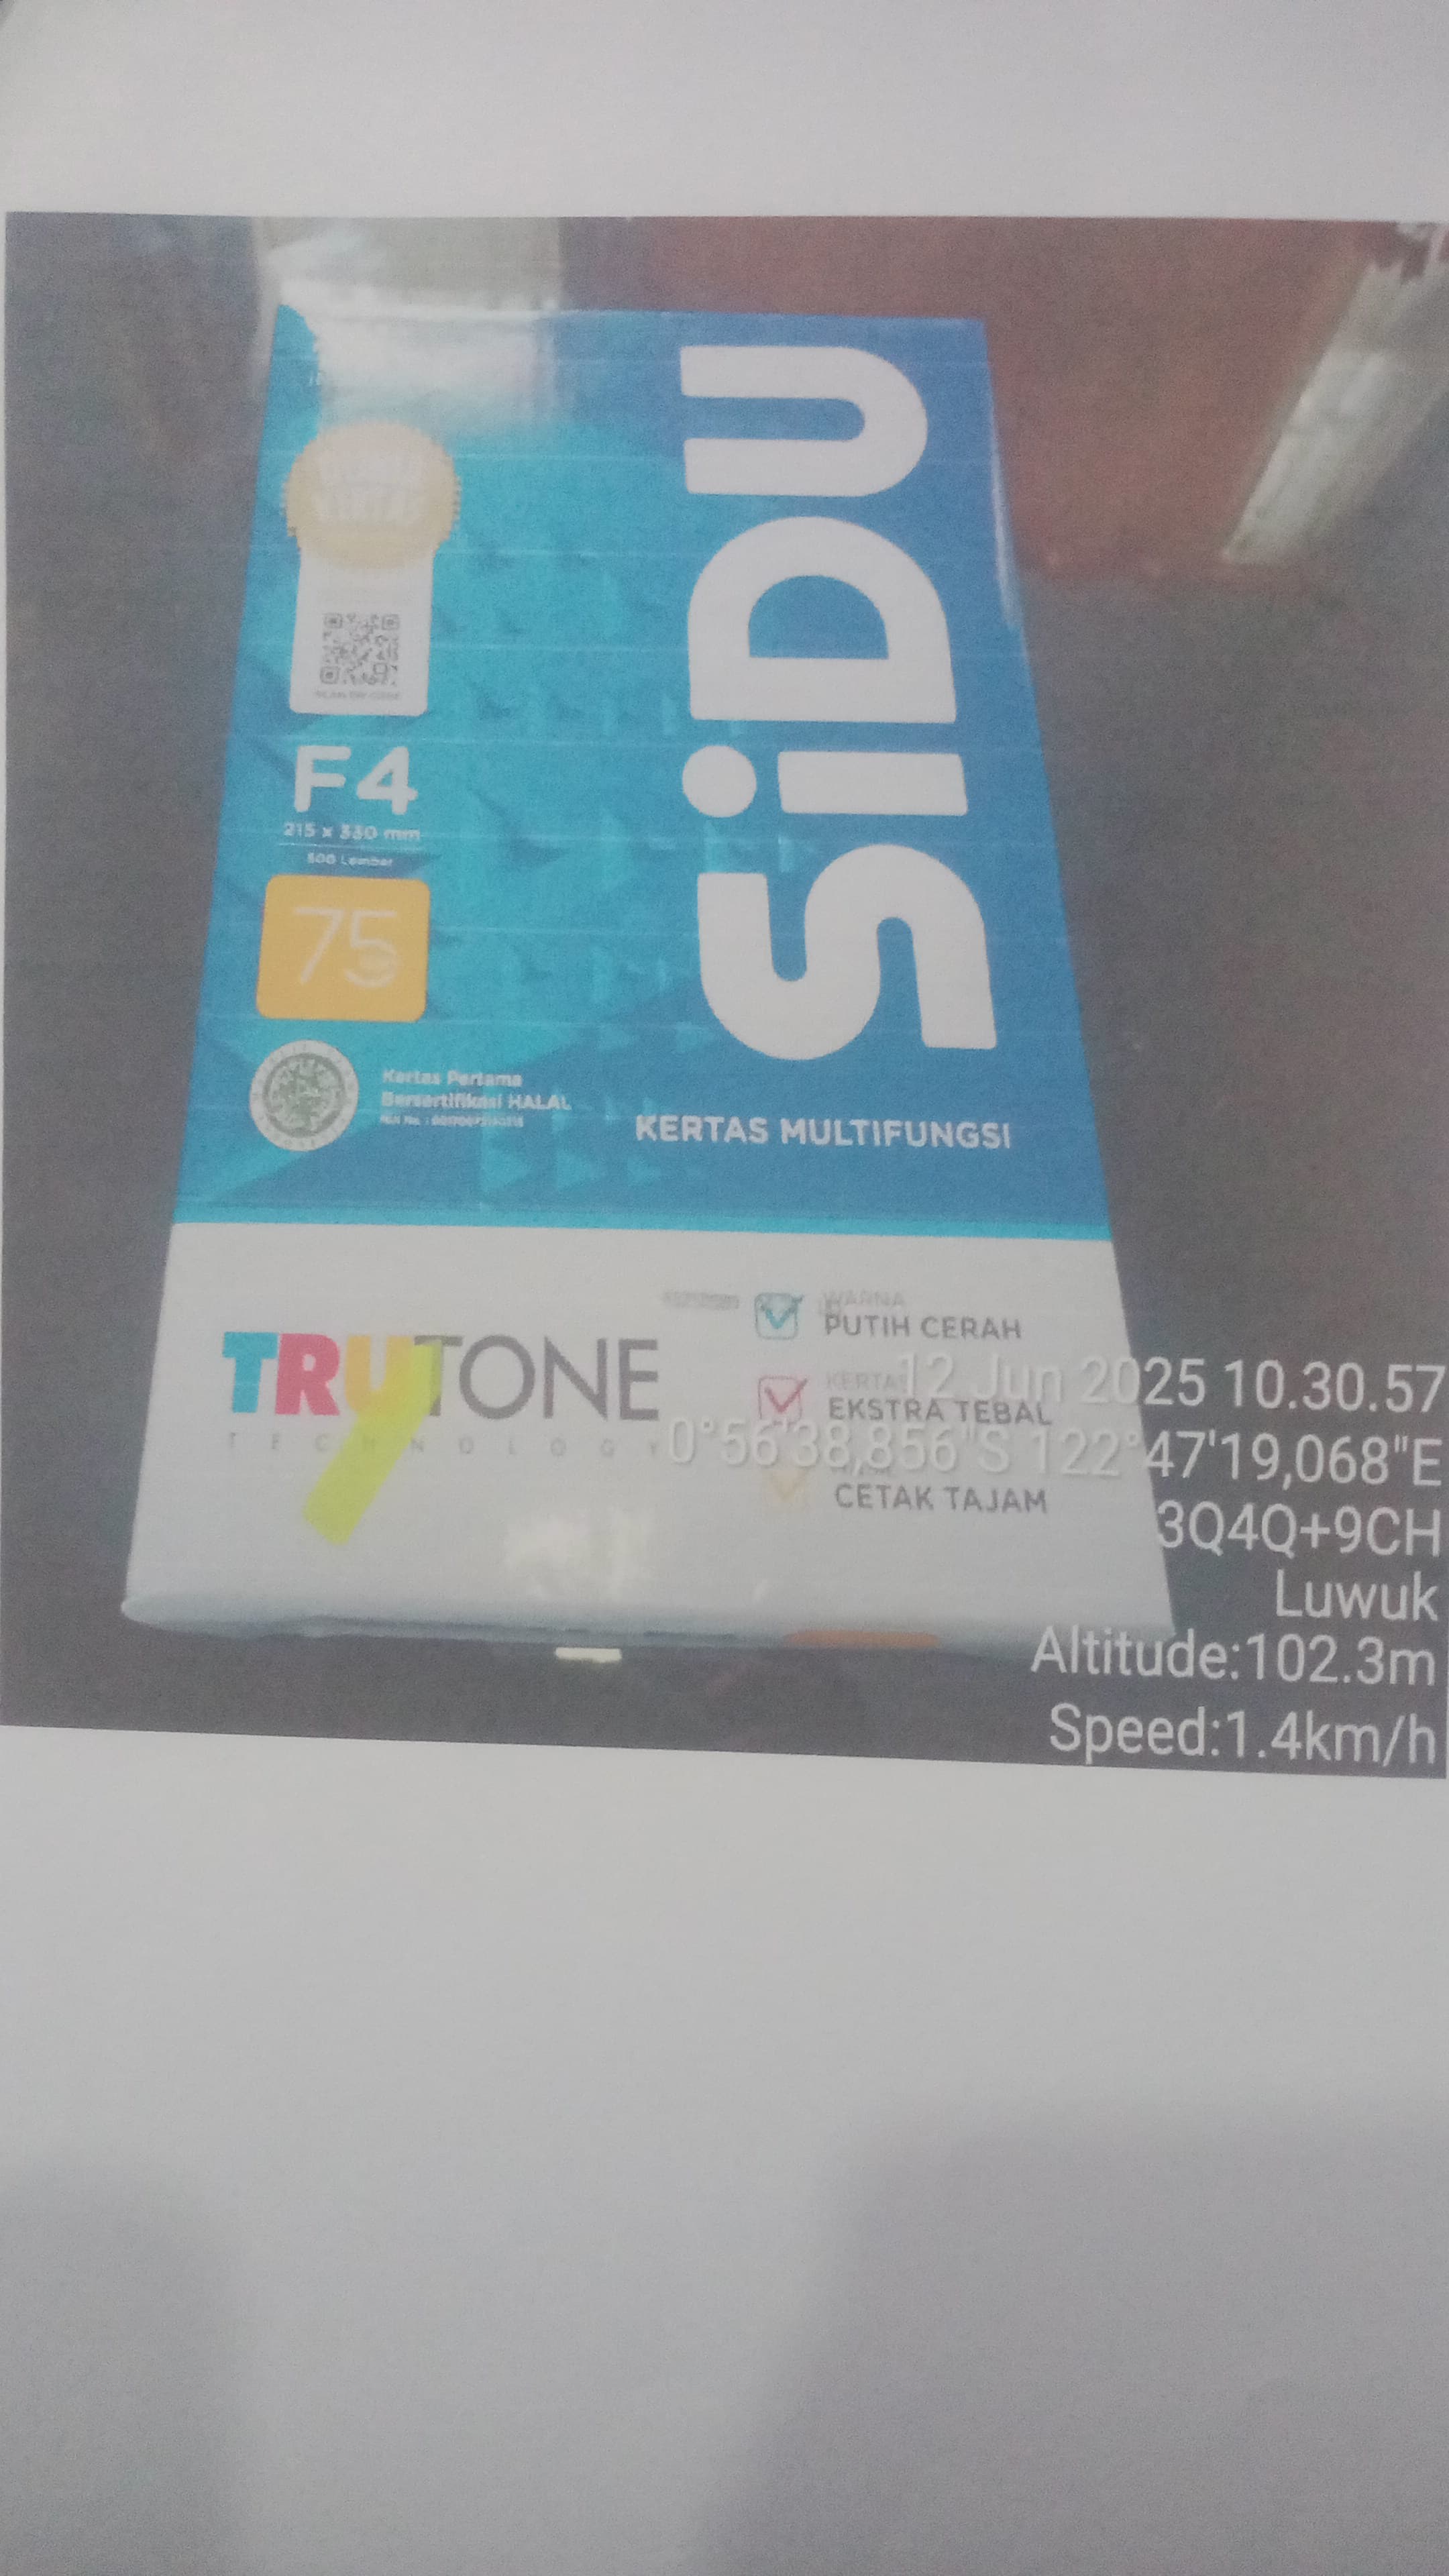 SiDU
F4
215 x 330 mm
500 Lembar
75
Kertas Pertama
Bersertifikasi HALAL
KERTAS MULTIFUNGSI
TRUTONE
TECHNOLOGY
WARNA
PUTIH CERAH
KERTAS
EKSTRA TEBAL
CETAK TAJAM
12 Jun 2025 10.30.57
0°56'38,856"S 122°47'19,068"E
3Q4Q+9CH
Luwuk
Altitude:102.3m
Speed:1.4km/h